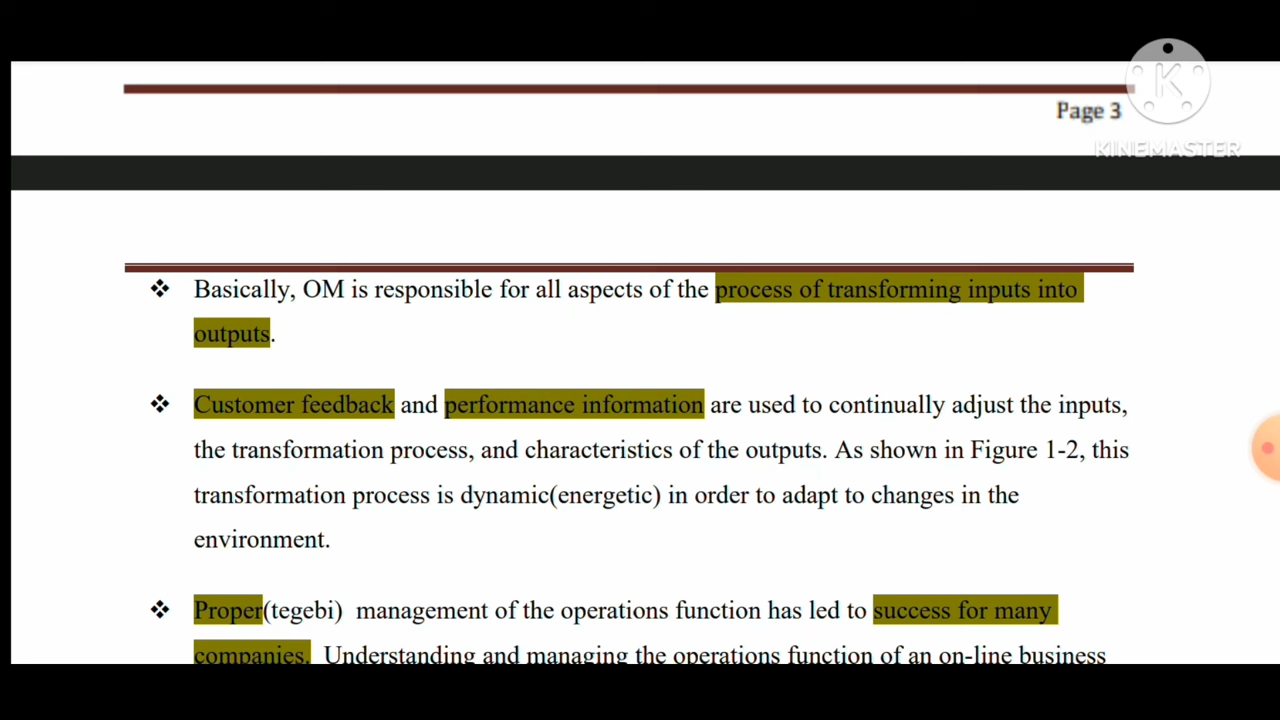 K
Page 3
KINEMASTER
❖ Basically, OM is responsible for all aspects of the process of transforming inputs into
outputs.
❖ Customer feedback and performance information are used to continually adjust the inputs,
the transformation process, and characteristics of the outputs. As shown in Figure 1-2, this
transformation process is dynamic(energetic) in order to adapt to changes in the
environment.
❖ Proper(tegebi) management of the operations function has led to success for many
companies. Understanding and managing the operations function of an on-line business